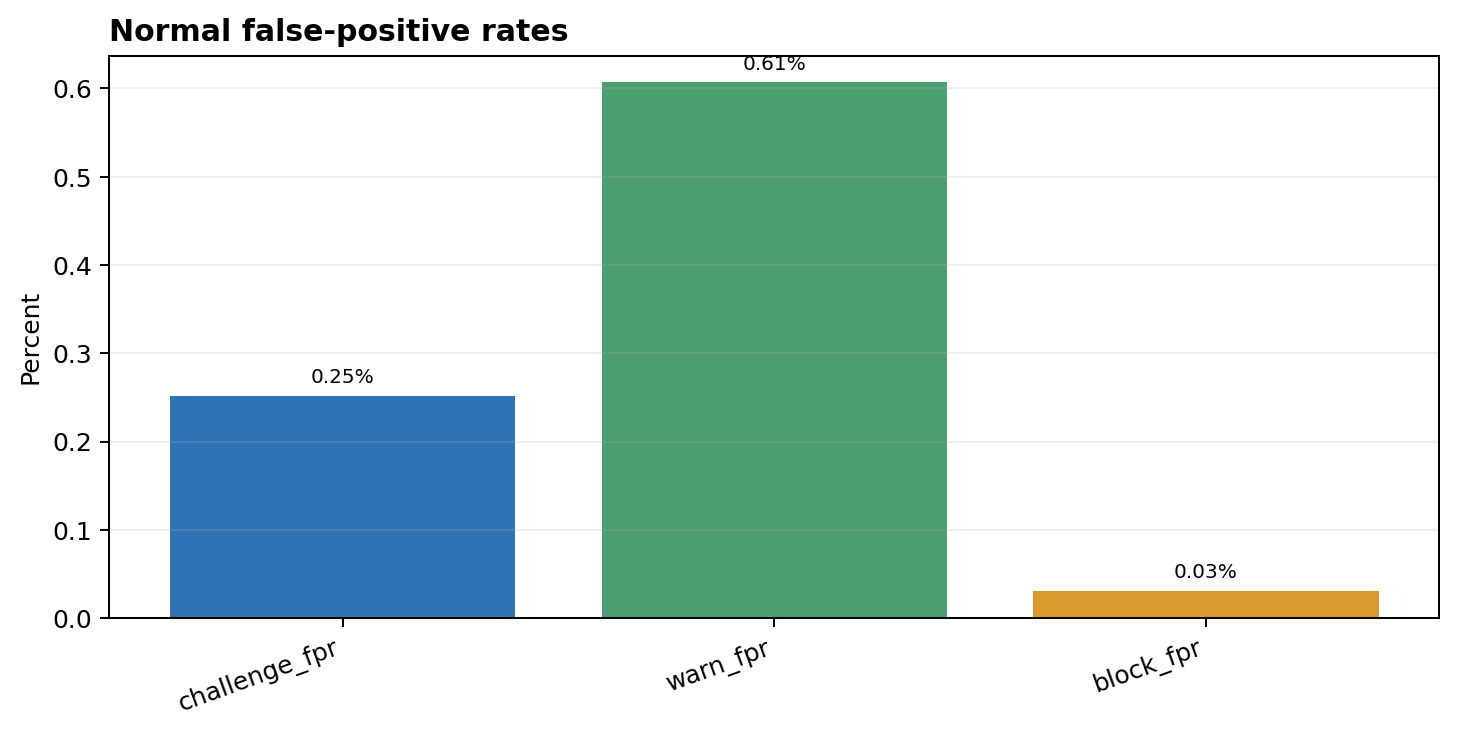 Normal false-positive rates
Percent
0.6
0.5
0.4
0.3
0.2
0.1
0.0
0.25%
0.61%
0.03%
challenge_fpr
warn_fpr
block_fpr